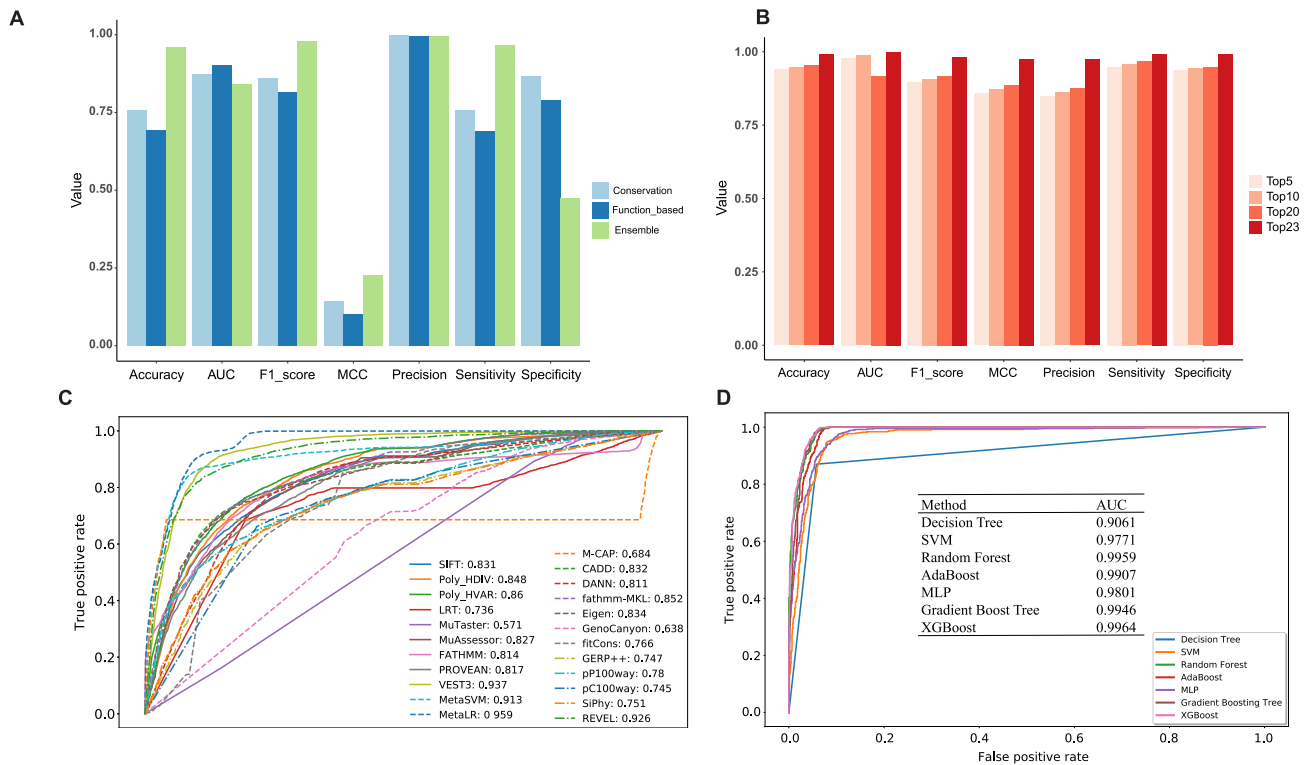 A
1.00
0.75
0.50
0.25
0.00
Value
Accuracy AUC F1_score MCC Precision Sensitivity Specificity
Conservation
Function_based
Ensemble
B
1.00
0.75
0.50
0.25
0.00
Value
Accuracy AUC F1_score MCC Precision Sensitivity Specificity
Top5
Top10
Top20
Top23
C
1.0
0.8
0.6
0.4
0.2
0.0
True positive rate
SIFT: 0.831
Poly_HDIV: 0.848
Poly_HVAR: 0.86
LRT: 0.736
MuTaster: 0.571
MuAssessor: 0.827
FATHMM: 0.814
PROVEAN: 0.817
VEST3: 0.937
MetaSVM: 0.913
MetaLR: 0 959
M-CAP: 0.684
CADD: 0.832
DANN: 0.811
fathmm-MKL: 0.852
Eigen: 0.834
GenoCanyon: 0.638
fitCons: 0.766
GERP++: 0.747
pP100way: 0.78
pC100way: 0.745
SiPhy: 0.751
REVEL: 0.926
D
1.0
0.8
0.6
0.4
0.2
0.0
True positive rate
Method AUC
Decision Tree 0.9061
SVM 0.9771
Random Forest 0.9959
AdaBoost 0.9907
MLP 0.9801
Gradient Boost Tree 0.9946
XGBoost 0.9964
Decision Tree
SVM
Random Forest
AdaBoost
MLP
Gradient Boosting Tree
XGBoost
0.0 0.2 0.4 0.6 0.8 1.0
False positive rate